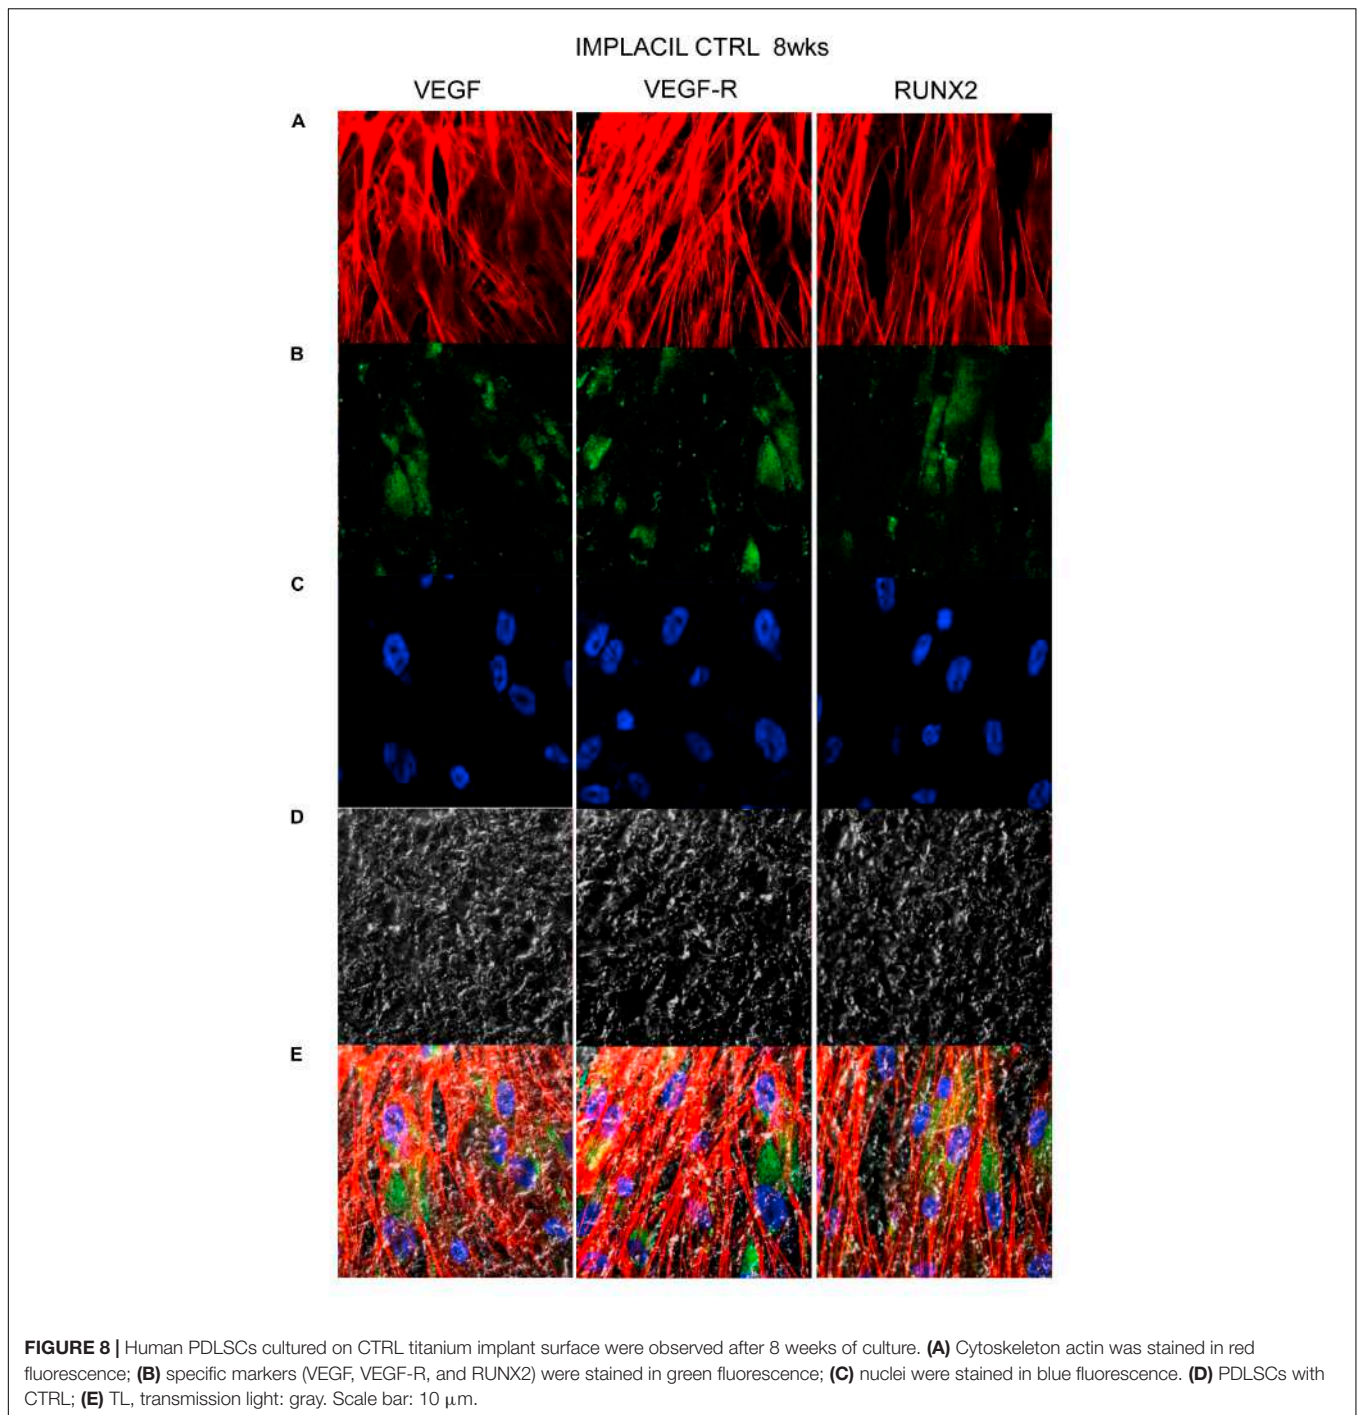 IMPLACIL CTRL 8wks
VEGF VEGF-R RUNX2
A
B
C
D
E
FIGURE 8 | Human PDLSCs cultured on CTRL titanium implant surface were observed after 8 weeks of culture. (A) Cytoskeleton actin was stained in red
fluorescence; (B) specific markers (VEGF, VEGF-R, and RUNX2) were stained in green fluorescence; (C) nuclei were stained in blue fluorescence. (D) PDLSCs with
CTRL; (E) TL, transmission light: gray. Scale bar: 10 μm.